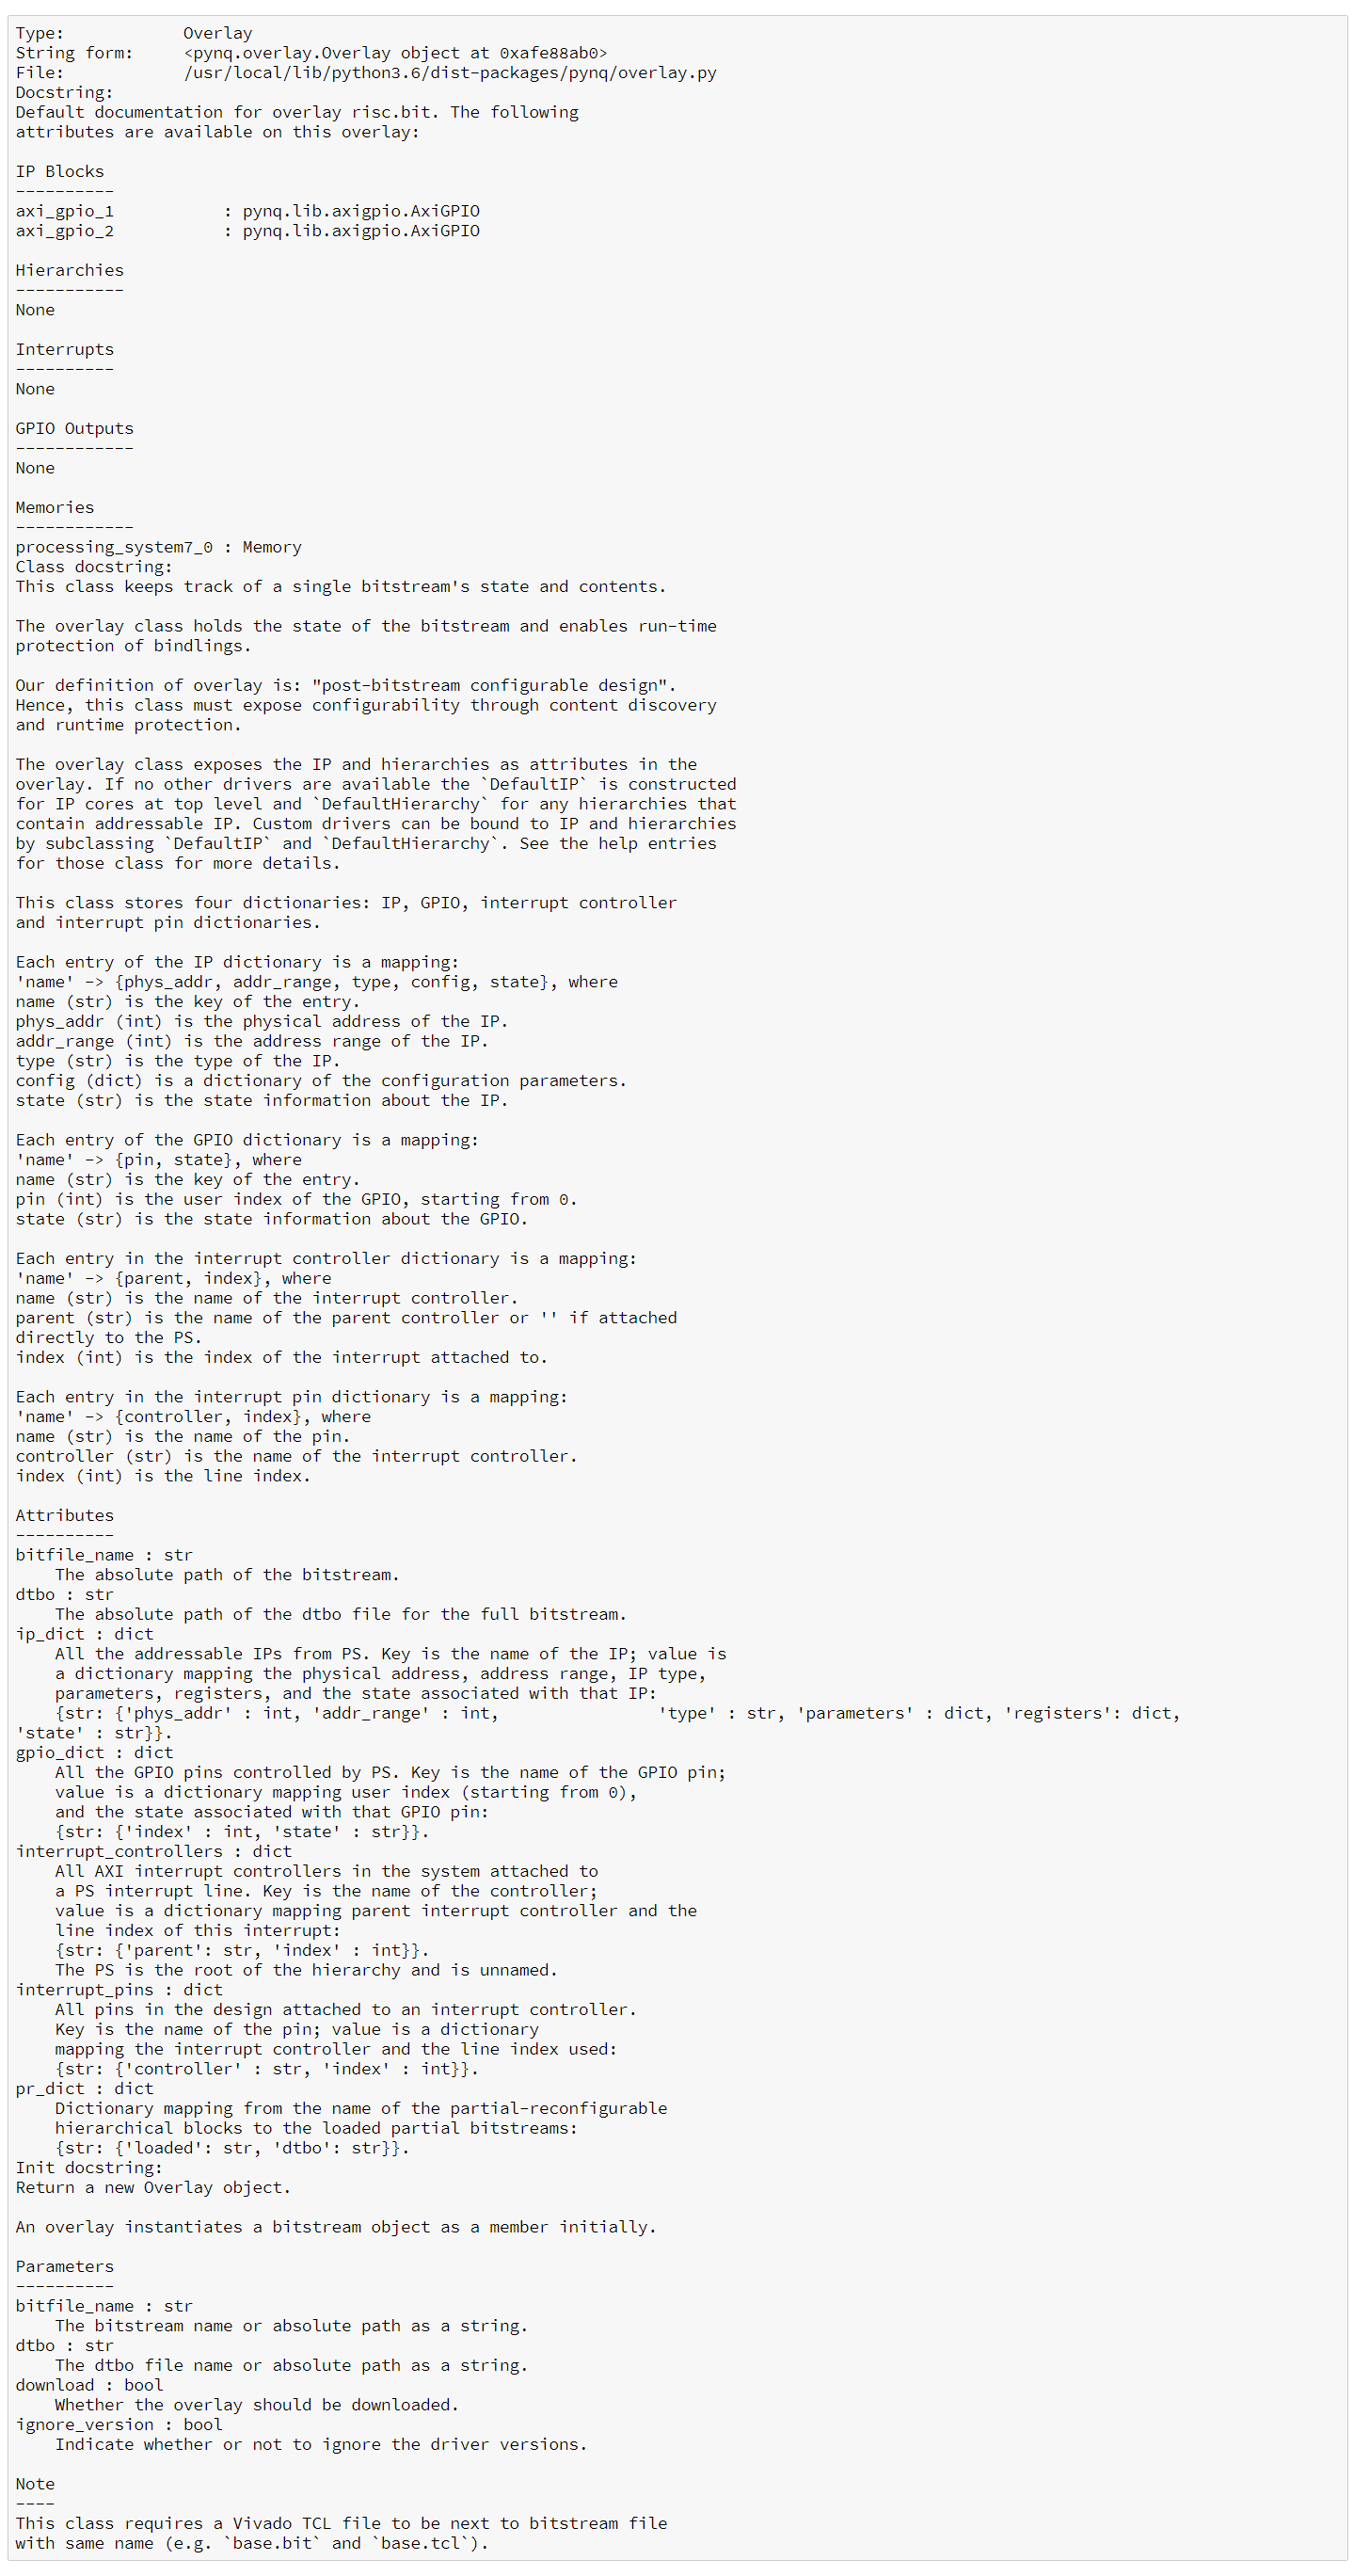 Type:            Overlay
String form:     <pynq.overlay.Overlay object at 0xafe88ab0>
File:            /usr/local/lib/python3.6/dist-packages/pynq/overlay.py
Docstring:
Default documentation for overlay risc.bit. The following
attributes are available on this overlay:

IP Blocks
----------
axi_gpio_1           : pynq.lib.axigpio.AxiGPIO
axi_gpio_2           : pynq.lib.axigpio.AxiGPIO

Hierarchies
-----------
None

Interrupts
----------
None

GPIO Outputs
------------
None

Memories
------------
processing_system7_0 : Memory
Class docstring:
This class keeps track of a single bitstream's state and contents.

The overlay class holds the state of the bitstream and enables run-time
protection of bindlings.

Our definition of overlay is: "post-bitstream configurable design".
Hence, this class must expose configurability through content discovery
and runtime protection.

The overlay class exposes the IP and hierarchies as attributes in the
overlay. If no other drivers are available the `DefaultIP` is constructed
for IP cores at top level and `DefaultHierarchy` for any hierarchies that
contain addressable IP. Custom drivers can be bound to IP and hierarchies
by subclassing `DefaultIP` and `DefaultHierarchy`. See the help entries
for those class for more details.

This class stores four dictionaries: IP, GPIO, interrupt controller
and interrupt pin dictionaries.

Each entry of the IP dictionary is a mapping:
'name' -> {phys_addr, addr_range, type, config, state}, where
name (str) is the key of the entry.
phys_addr (int) is the physical address of the IP.
addr_range (int) is the address range of the IP.
type (str) is the type of the IP.
config (dict) is a dictionary of the configuration parameters.
state (str) is the state information about the IP.

Each entry of the GPIO dictionary is a mapping:
'name' -> {pin, state}, where
name (str) is the key of the entry.
pin (int) is the user index of the GPIO, starting from 0.
state (str) is the state information about the GPIO.

Each entry in the interrupt controller dictionary is a mapping:
'name' -> {parent, index}, where
name (str) is the name of the interrupt controller.
parent (str) is the name of the parent controller or '' if attached
directly to the PS.
index (int) is the index of the interrupt attached to.

Each entry in the interrupt pin dictionary is a mapping:
'name' -> {controller, index}, where
name (str) is the name of the pin.
controller (str) is the name of the interrupt controller.
index (int) is the line index.

Attributes
----------
bitfile_name : str
    The absolute path of the bitstream.
dtbo : str
    The absolute path of the dtbo file for the full bitstream.
ip_dict : dict
    All the addressable IPs from PS. Key is the name of the IP; value is
    a dictionary mapping the physical address, address range, IP type,
    parameters, registers, and the state associated with that IP:
    {str: {'phys_addr' : int, 'addr_range' : int,                'type' : str, 'parameters' : dict, 'registers': dict,
'state' : str}}.
gpio_dict : dict
    All the GPIO pins controlled by PS. Key is the name of the GPIO pin;
    value is a dictionary mapping user index (starting from 0),
    and the state associated with that GPIO pin:
    {str: {'index' : int, 'state' : str}}.
interrupt_controllers : dict
    All AXI interrupt controllers in the system attached to
    a PS interrupt line. Key is the name of the controller;
    value is a dictionary mapping parent interrupt controller and the
    line index of this interrupt:
    {str: {'parent': str, 'index' : int}}.
    The PS is the root of the hierarchy and is unnamed.
interrupt_pins : dict
    All pins in the design attached to an interrupt controller.
    Key is the name of the pin; value is a dictionary
    mapping the interrupt controller and the line index used:
    {str: {'controller' : str, 'index' : int}}.
pr_dict : dict
    Dictionary mapping from the name of the partial-reconfigurable
    hierarchical blocks to the loaded partial bitstreams:
    {str: {'loaded': str, 'dtbo': str}}.
Init docstring:
Return a new Overlay object.

An overlay instantiates a bitstream object as a member initially.

Parameters
----------
bitfile_name : str
    The bitstream name or absolute path as a string.
dtbo : str
    The dtbo file name or absolute path as a string.
download : bool
    Whether the overlay should be downloaded.
ignore_version : bool
    Indicate whether or not to ignore the driver versions.

Note
----
This class requires a Vivado TCL file to be next to bitstream file
with same name (e.g. `base.bit` and `base.tcl`).